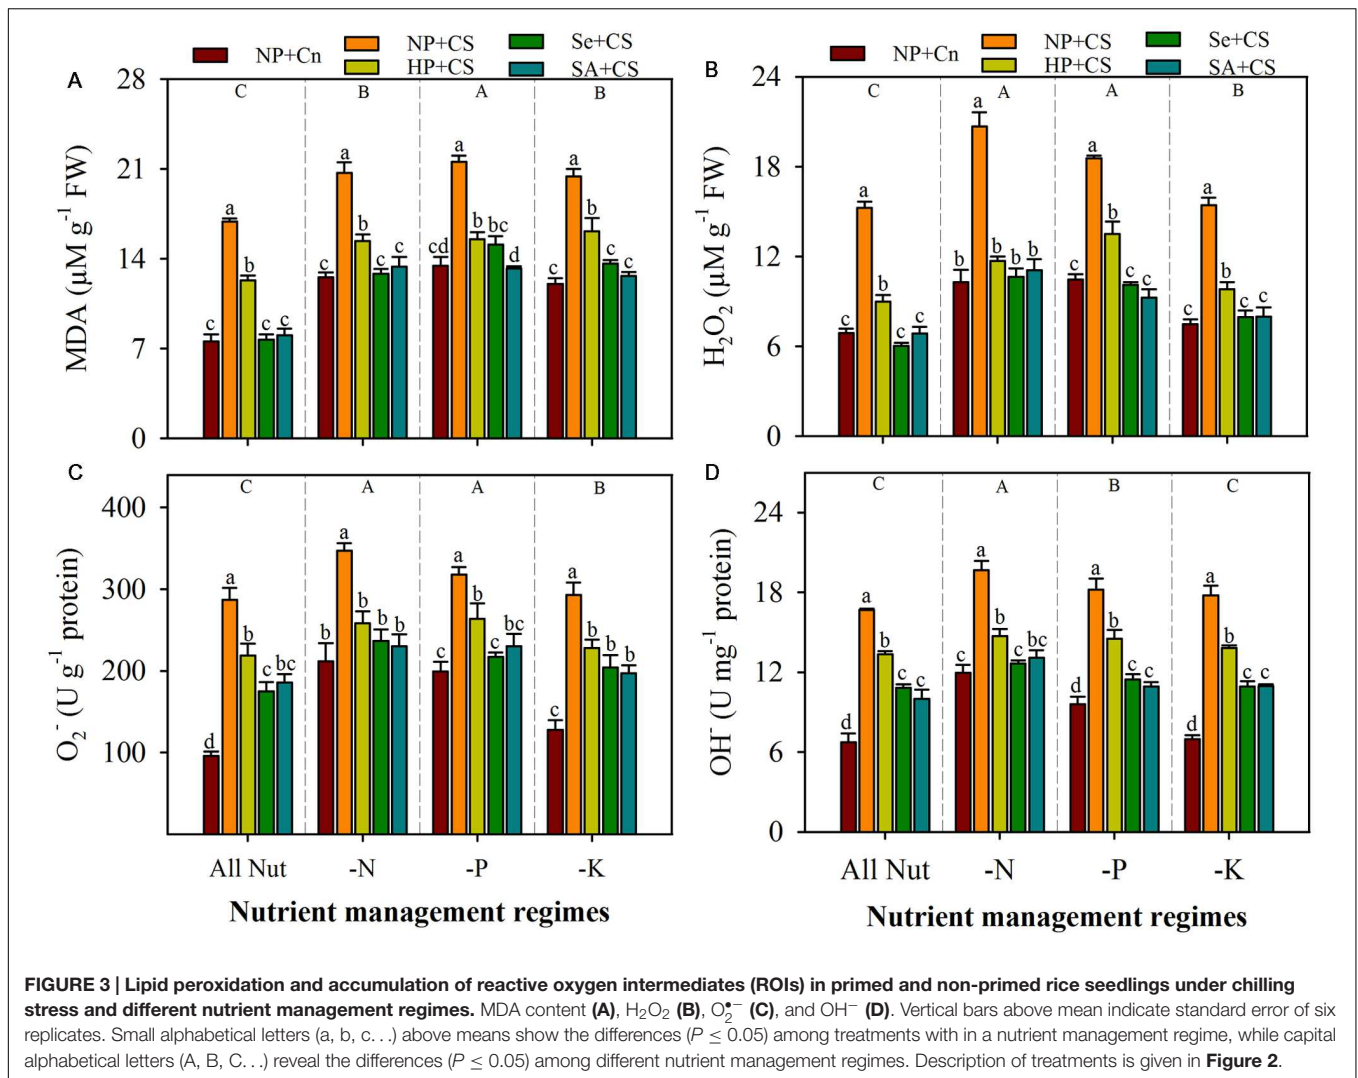 A
NP+Cn
NP+CS
HP+CS
Se+CS
SA+CS
MDA (µM g⁻¹ FW)
28
21
14
7
0
C B A B
c a b c c
c a b c c
cd a b bc d
c a b c c
B
NP+Cn
NP+CS
HP+CS
Se+CS
SA+CS
H₂O₂ (µM g⁻¹ FW)
24
18
12
6
0
C A A B
c a b c c
b a b b b
c a b c c
c a b c c
C
O₂⁻ (U g⁻¹ protein)
400
300
200
100
C A A B
d a b c bc
b a b b b
c a b c bc
c a b b b
All Nut -N -P -K
Nutrient management regimes
D
OH⁻ (U mg⁻¹ protein)
24
18
12
6
0
C A B C
d a b c c
c a b c bc
d a b c c
d a b c c
All Nut -N -P -K
Nutrient management regimes
FIGURE 3 | Lipid peroxidation and accumulation of reactive oxygen intermediates (ROIs) in primed and non-primed rice seedlings under chilling
stress and different nutrient management regimes. MDA content (A), H₂O₂ (B), O₂•⁻ (C), and OH⁻ (D). Vertical bars above mean indicate standard error of six
replicates. Small alphabetical letters (a, b, c. . .) above means show the differences (P ≤ 0.05) among treatments with in a nutrient management regime, while capital
alphabetical letters (A, B, C. . .) reveal the differences (P ≤ 0.05) among different nutrient management regimes. Description of treatments is given in Figure 2.